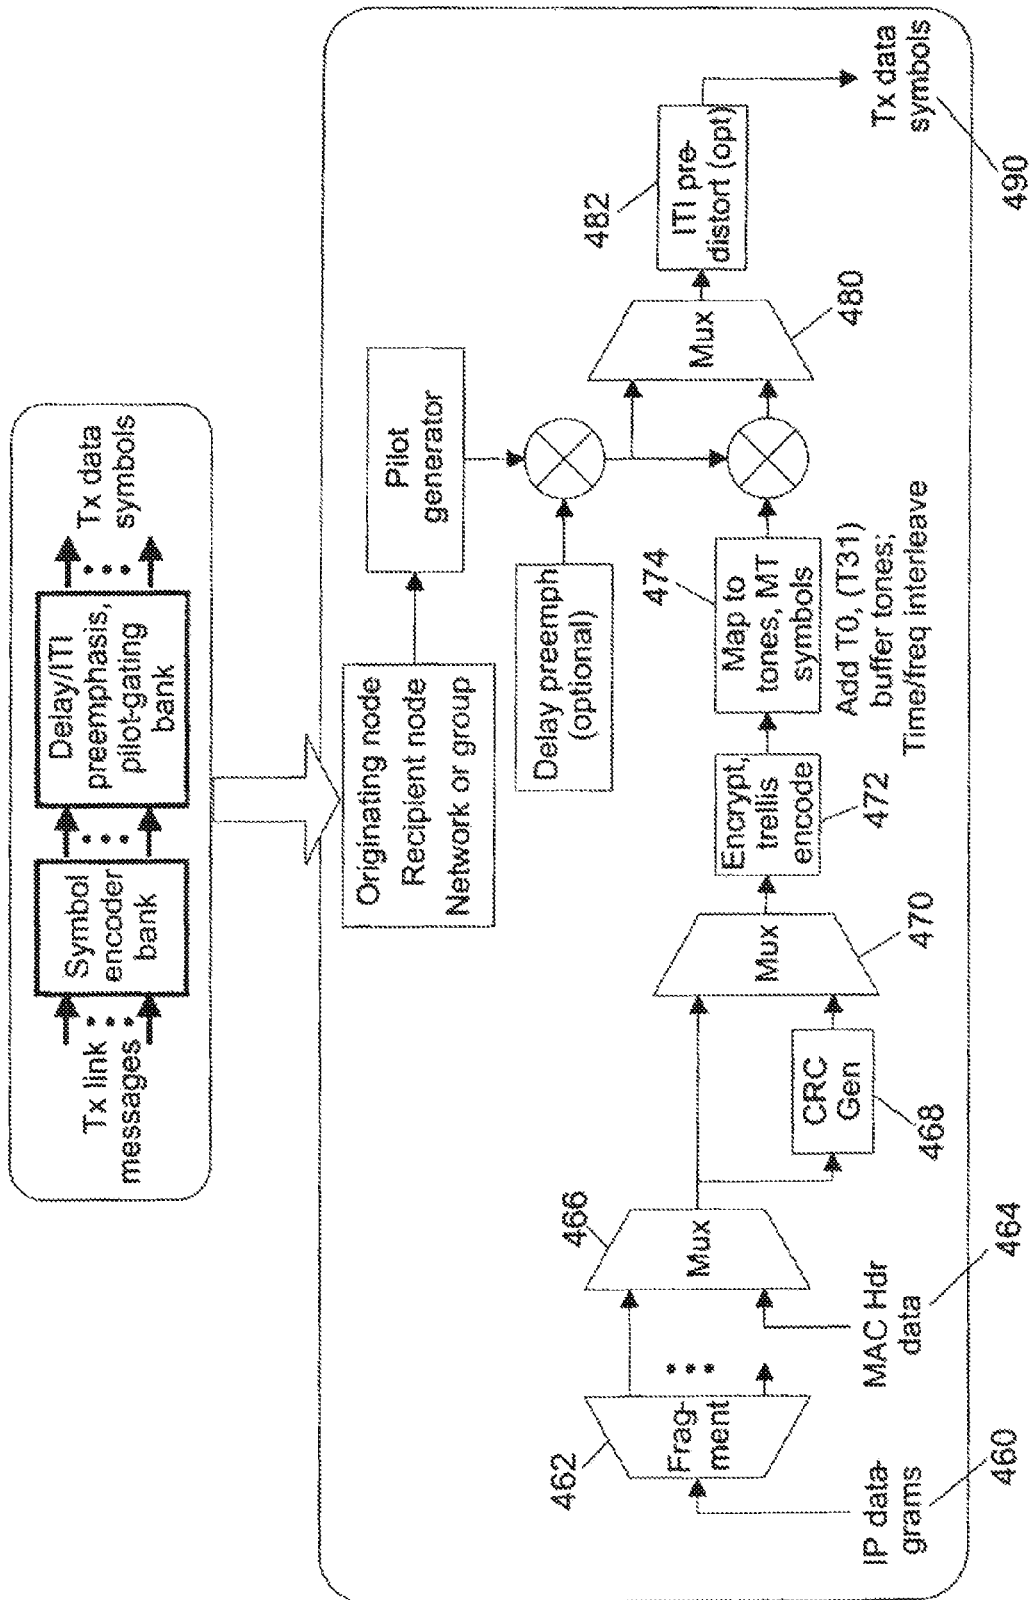 Tx link
messages
Symbol
encoder
bank
Delay/ITI
preemphasis,
pilot-gating
bank
Tx data
symbols
Originating node
Recipient node
Network or group
Pilot
generator
Delay preemph
(optional)
IP data-
grams
460
462
Frag-
ment
MAC Hdr
data
464
466
Mux
CRC
Gen
468
Mux
470
Encrypt,
trellis
encode
472
474
Map to
tones, MT
symbols
Add T0, (T31)
buffer tones;
Time/freq interleave
Mux
480
482
ITI pre-
distort (opt)
Tx data
symbols
490